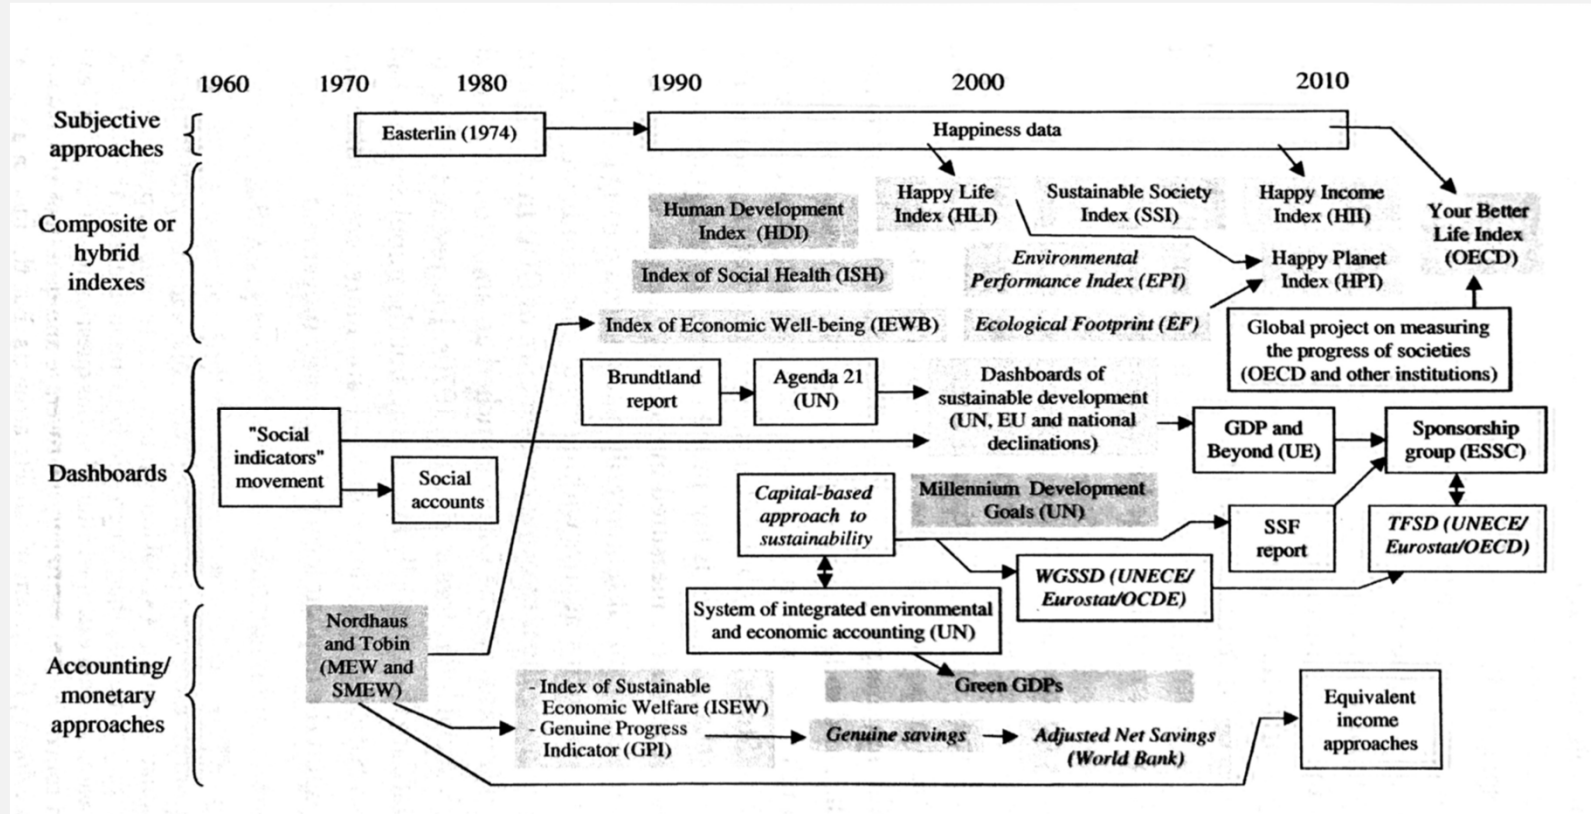 1960 1970 1980 1990 2000 2010
Subjective
approaches
Easterlin (1974)
Happiness data
Composite or
hybrid
indexes
Human Development
Index (HDI)
Happy Life
Index (HLI)
Sustainable Society
Index (SSI)
Happy Income
Index (HII)
Your Better
Life Index
(OECD)
Index of Social Health (ISH)
Environmental
Performance Index (EPI)
Happy Planet
Index (HPI)
Index of Economic Well-being (IEWB)
Ecological Footprint (EF)
Global project on measuring
the progress of societies
(OECD and other institutions)
Dashboards
"Social
indicators"
movement
Social
accounts
Brundtland
report
Agenda 21
(UN)
Dashboards of
sustainable development
(UN, EU and national
declinations)
GDP and
Beyond (UE)
Sponsorship
group (ESSC)
Capital-based
approach to
sustainability
Millennium Development
Goals (UN)
SSF
report
TFSD (UNECE/
Eurostat/OECD)
WGSSD (UNECE/
Eurostat/OCDE)
System of integrated environmental
and economic accounting (UN)
Accounting/
monetary
approaches
Nordhaus
and Tobin
(MEW and
SMEW)
- Index of Sustainable
Economic Welfare (ISEW)
- Genuine Progress
Indicator (GPI)
Green GDPs
Genuine savings
Adjusted Net Savings
(World Bank)
Equivalent
income
approaches